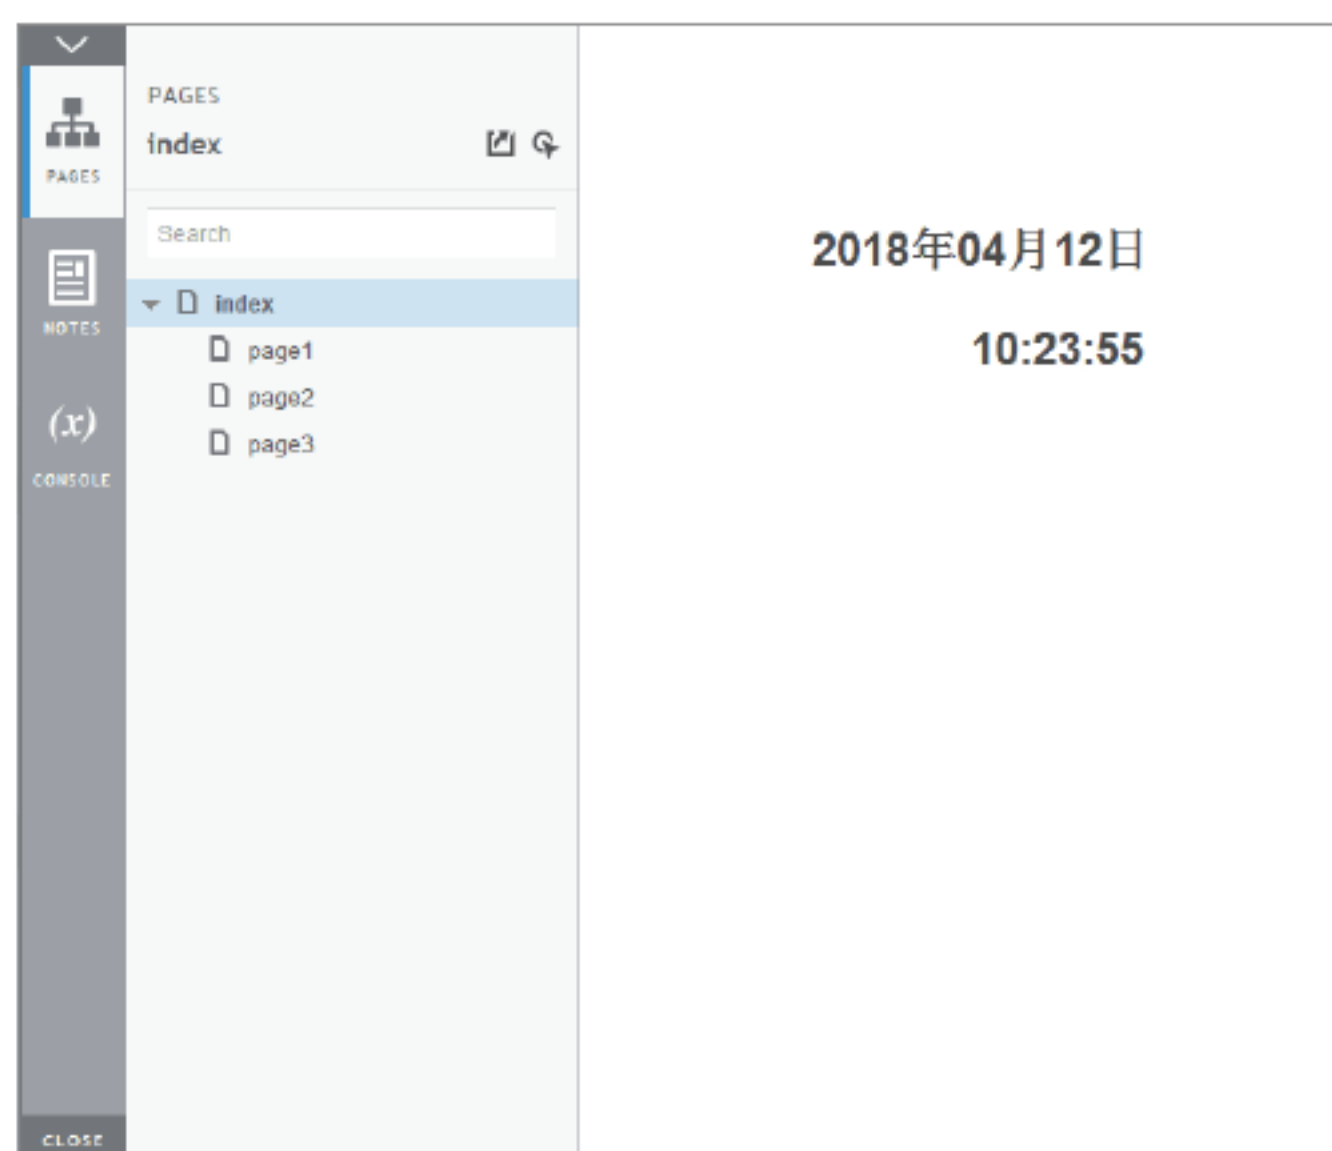 PAGES
NOTES
(x)
CONSOLE
CLOSE
PAGES
index
Search
index
page1
page2
page3
2018年04月12日
10:23:55